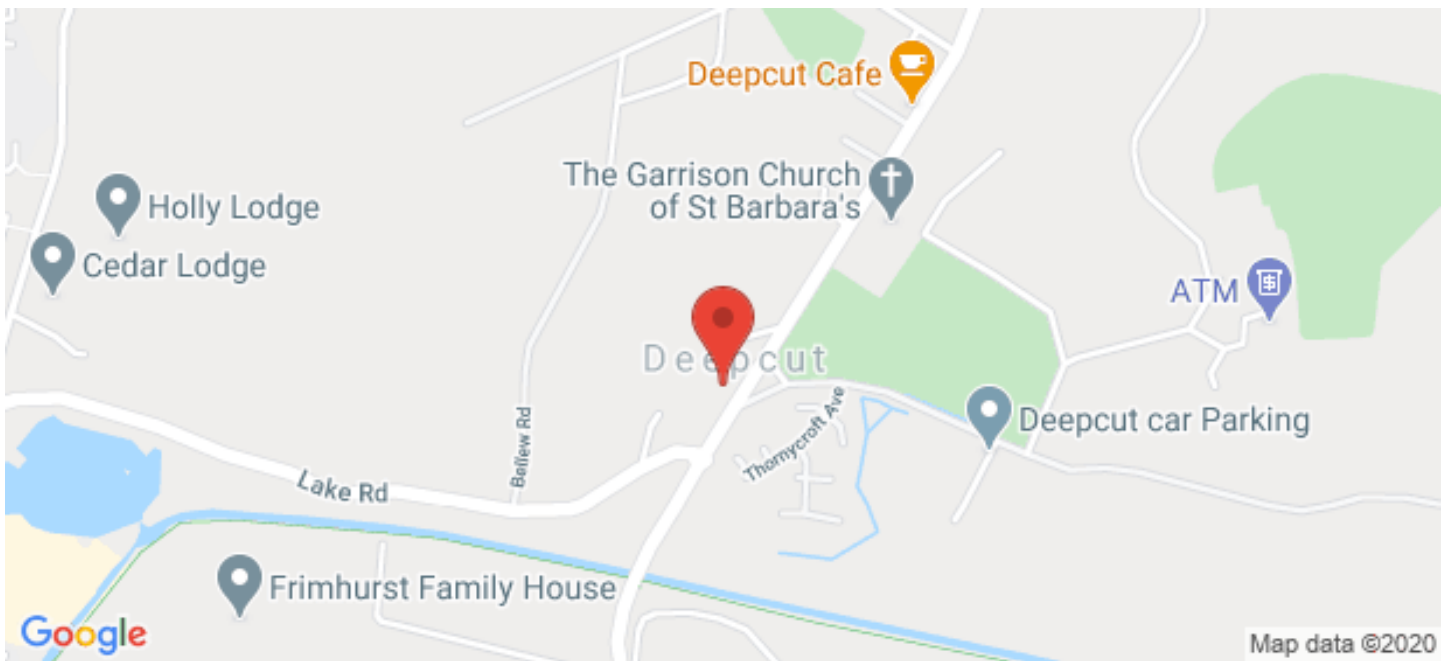 Deepcut Cafe
The Garrison Church
of St Barbara's
Holly Lodge
Cedar Lodge
ATM
Deepcut
Thornycroft Ave
Deepcut car Parking
Bellew Rd
Lake Rd
Frimhurst Family House
Google
Map data ©2020